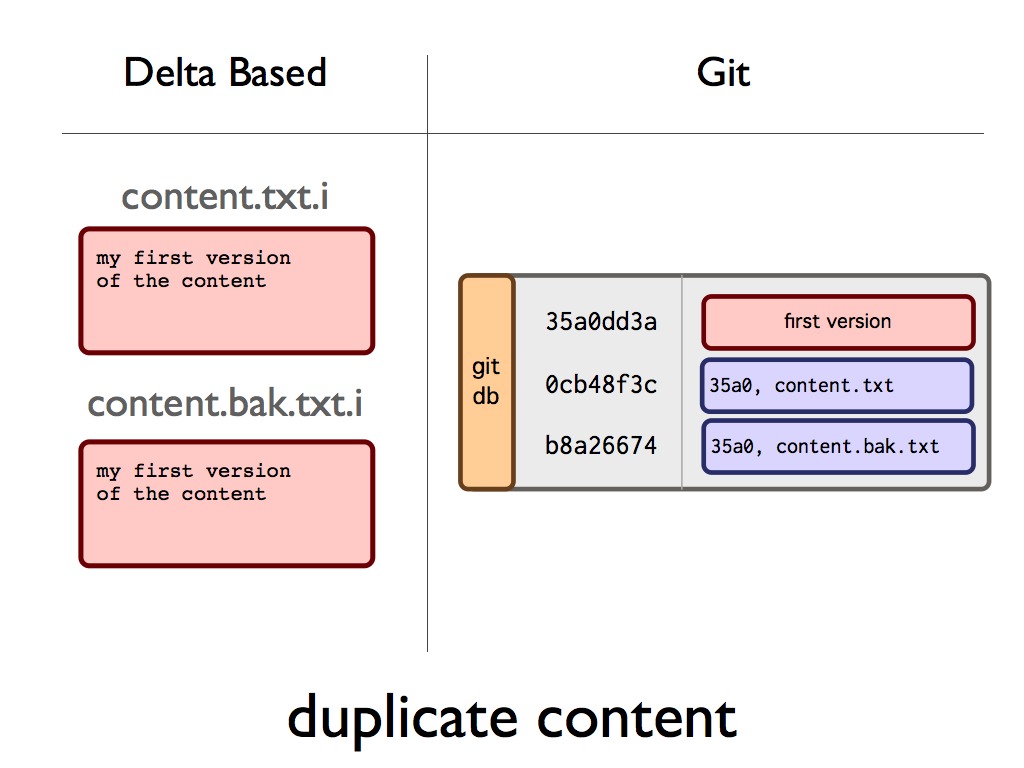 Delta Based
Git
content.txt.i
my first version
of the content
content.bak.txt.i
my first version
of the content
git
db
35a0dd3a
first version
0cb48f3c
35a0, content.txt
b8a26674
35a0, content.bak.txt
duplicate content